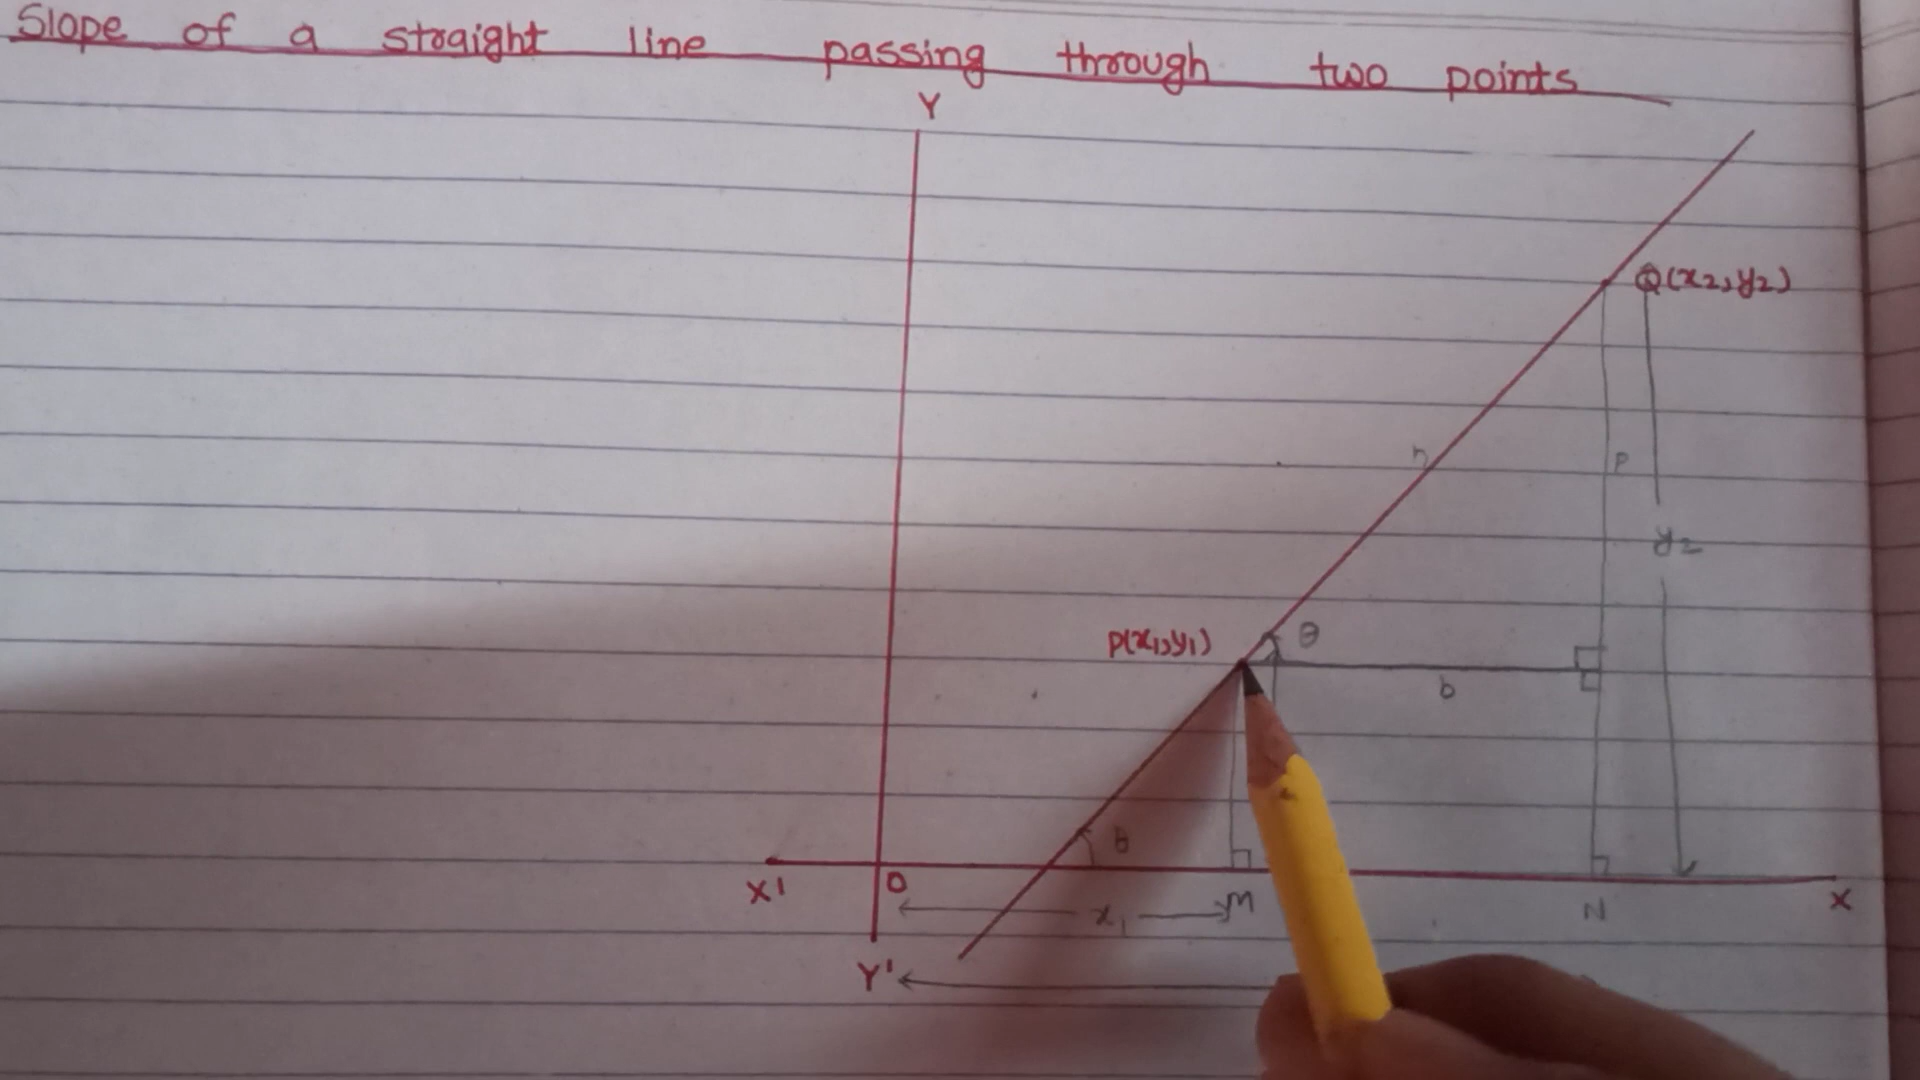 Slope of a straight line passing through two points
Y
Q(x2,y2)
h
P
y2
P(x1,y1)
θ
b
θ
X'
O
x1
M
N
X
Y'